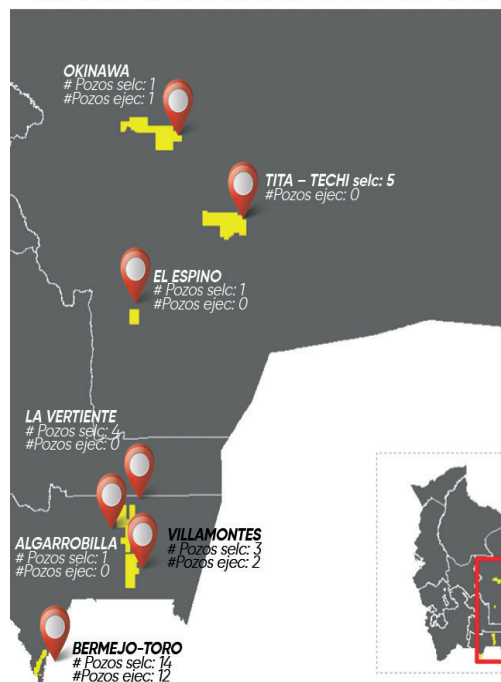 OKINAWA
# Pozos selc: 1
#Pozos ejec: 1
TITA – TECHI selc: 5
#Pozos ejec: 0
EL ESPINO
# Pozos selc: 1
#Pozos ejec: 0
LA VERTIENTE
# Pozos selc: 4
#Pozos ejec: 0
ALGARROBILLA
# Pozos selc: 1
#Pozos ejec: 0
VILLAMONTES
# Pozos selc: 3
#Pozos ejec: 2
BERMEJO-TORO
# Pozos selc: 14
#Pozos ejec: 12